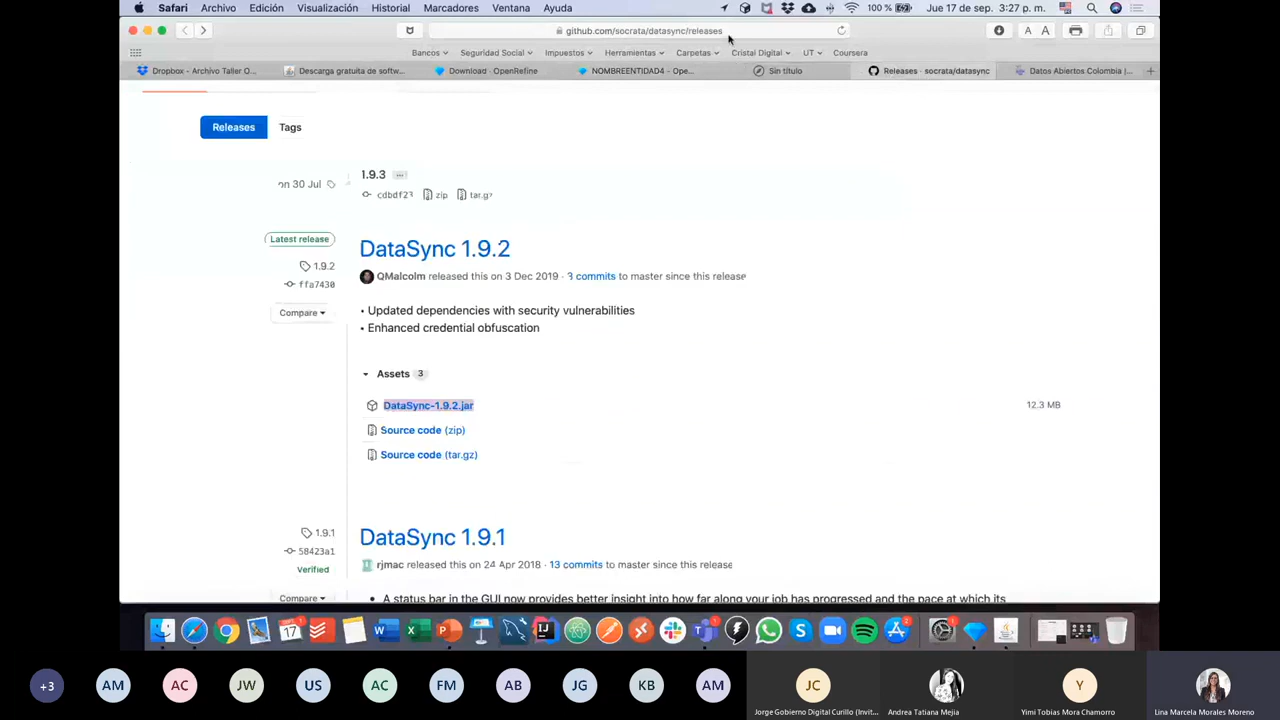 Safari Archivo Edición Visualización Historial Marcadores Ventana Ayuda 100 % Jue 17 de sep. 3:27 p. m.
github.com/socrata/datasync/releases A A
Bancos Seguridad Social Impuestos Herramientas Carpetas Cristal Digital UT Coursera
Dropbox - Archivo Taller Q... Descarga gratuita de softw... Download · OpenRefine NOMBREENTIDAD4 - Ope... Sin título Releases · socrata/datasync Datos Abiertos Colombia |...
Releases Tags
on 30 Jul 1.9.3 ...
cdbdf23 zip tar.gz
Latest release
DataSync 1.9.2
1.9.2
QMalcolm released this on 3 Dec 2019 · 3 commits to master since this release
ffa7430
Compare
• Updated dependencies with security vulnerabilities
• Enhanced credential obfuscation
Assets 3
DataSync-1.9.2.jar 12.3 MB
Source code (zip)
Source code (tar.gz)
1.9.1
DataSync 1.9.1
58423a1
rjmac released this on 24 Apr 2018 · 13 commits to master since this release
Verified
Compare
• A status bar in the GUI now provides better insight into how far along your job has progressed and the pace at which its
17
+3 AM AC JW US AC FM AB JG KB AM JC Y
Jorge Gobierno Digital Curillo (Invit... Andrea Tatiana Mejia Yimi Tobias Mora Chamorro Lina Marcela Morales Moreno